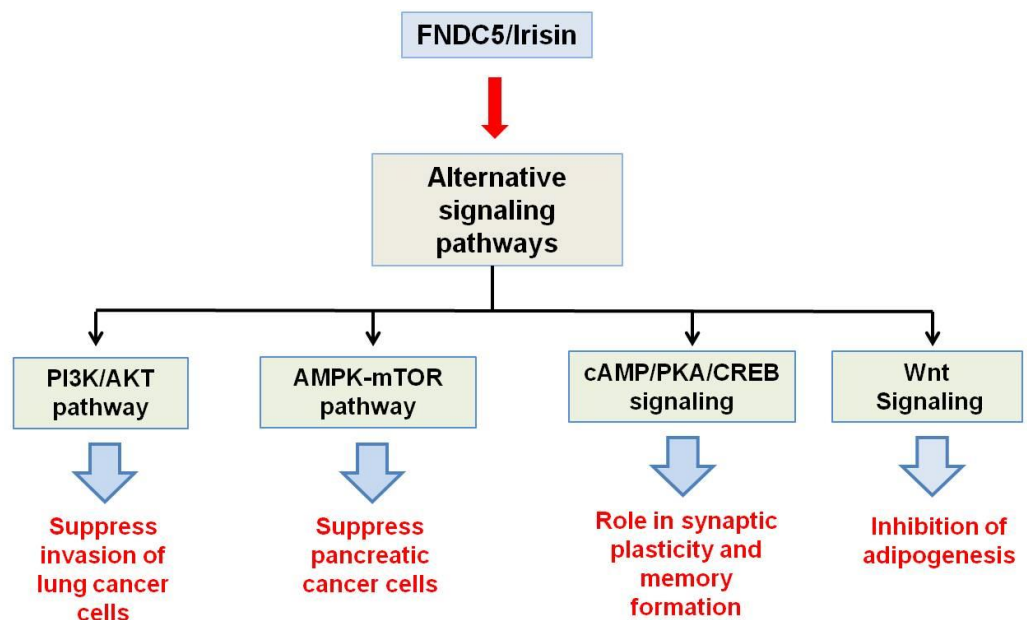 FNDC5/Irisin
Alternative
signaling
pathways
PI3K/AKT
pathway
AMPK-mTOR
pathway
cAMP/PKA/CREB
signaling
Wnt
Signaling
Suppress
invasion of
lung cancer
cells
Suppress
pancreatic
cancer cells
Role in synaptic
plasticity and
memory
formation
Inhibition of
adipogenesis